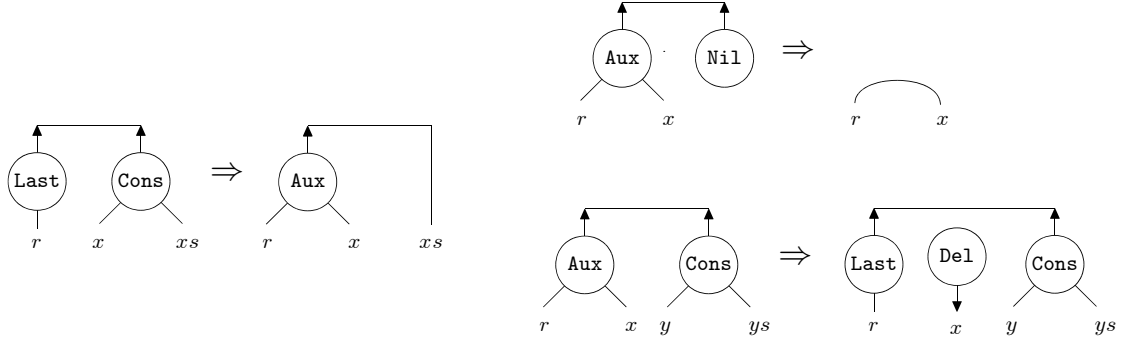 Aux Nil ⇒
r x r x
Last Cons ⇒ Aux
r x xs r x xs
Aux Cons ⇒ Last Del Cons
r x y ys r x y ys